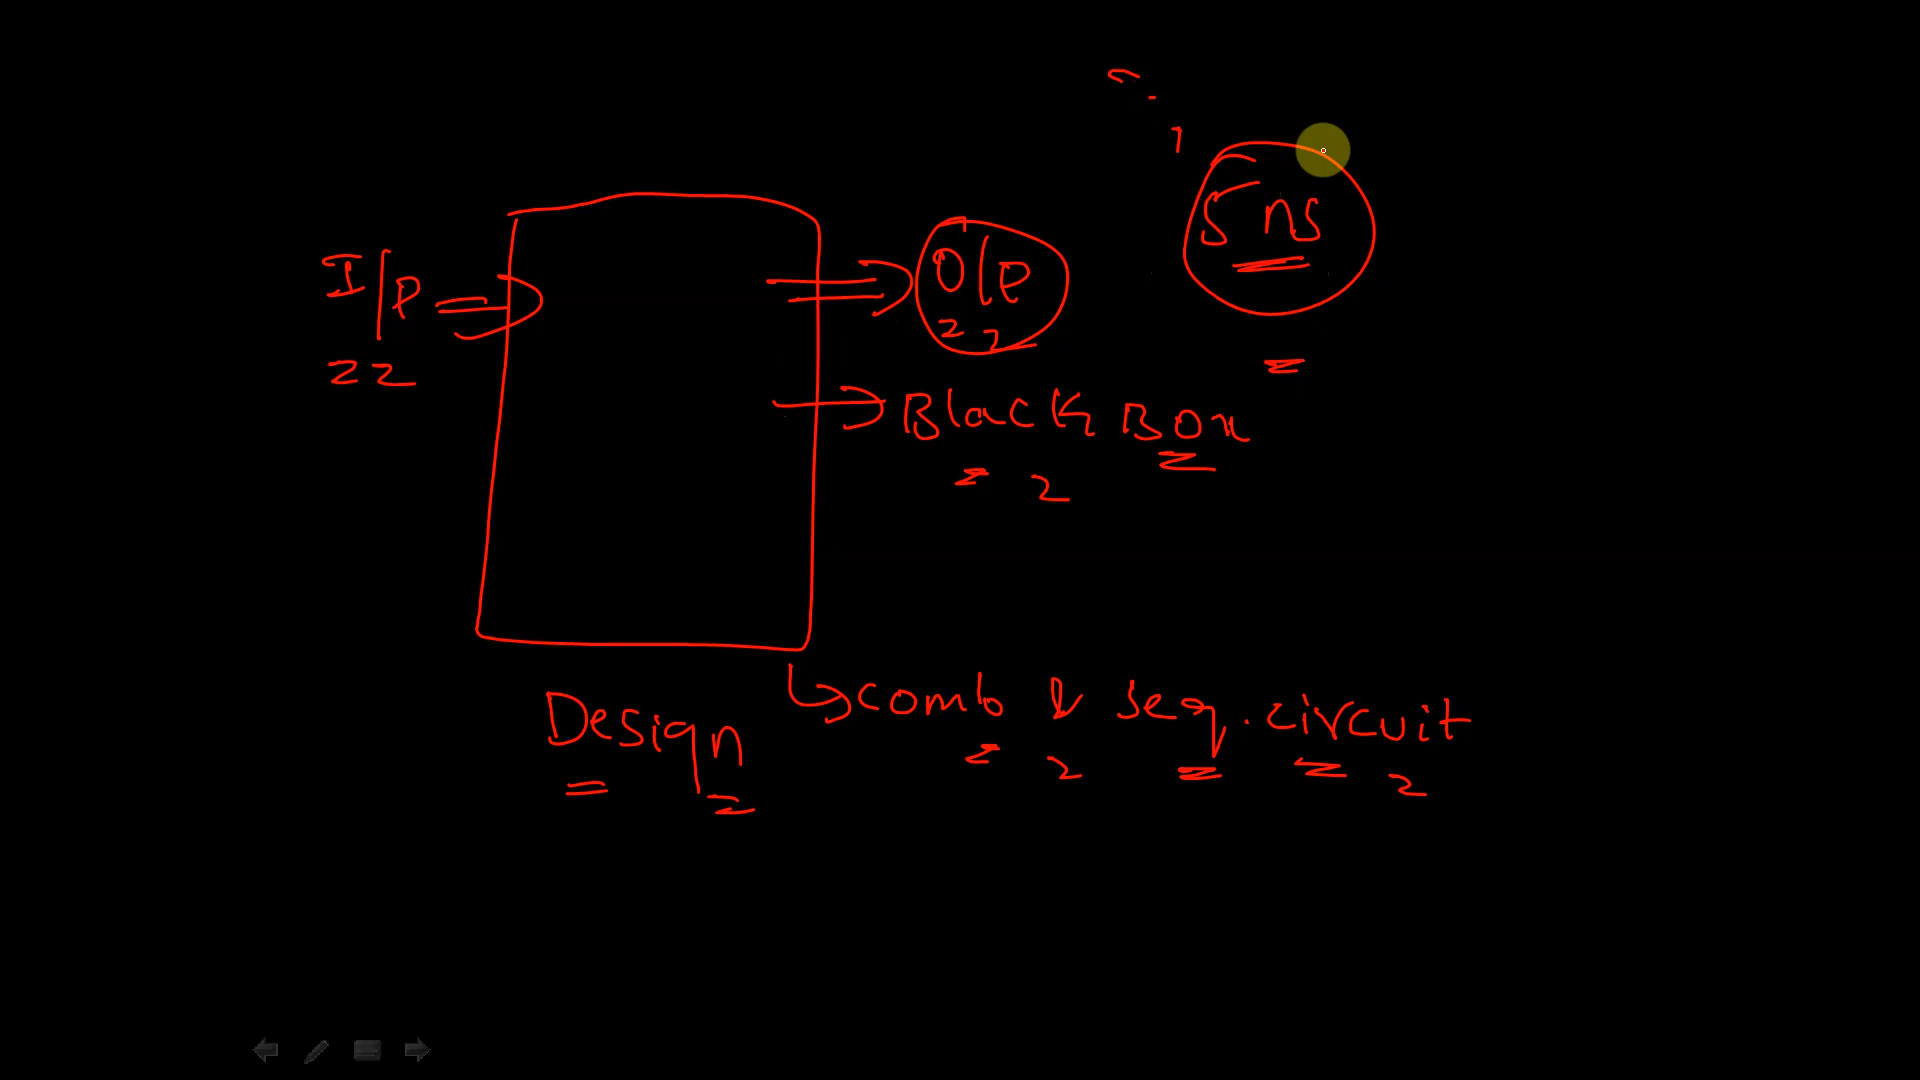 5 ns
I/P
O/P
Black Box
Design
comb & seq. circuit